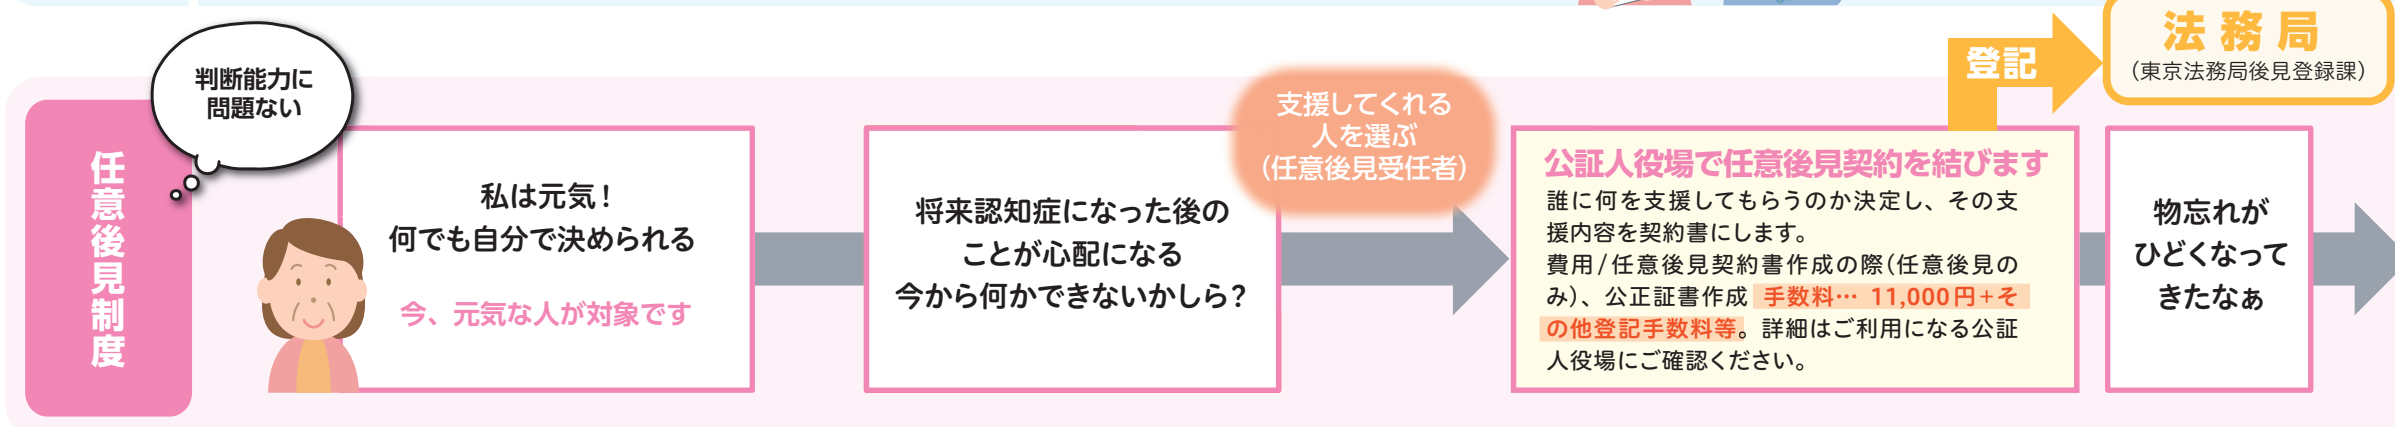 任意後見制度
判断能力に
問題ない
私は元気！
何でも自分で決められる
今、元気な人が対象です
将来認知症になった後の
ことが心配になる
今から何かできないかしら？
支援してくれる
人を選ぶ
（任意後見受任者）
公証人役場で任意後見契約を結びます
誰に何を支援してもらうのか決定し、その支
援内容を契約書にします。
費用/任意後見契約書作成の際（任意後見の
み）、公正証書作成 手数料… 11,000円＋そ
の他登記手数料等。詳細はご利用になる公証
人役場にご確認ください。
登記
法務局
（東京法務局後見登録課）
物忘れが
ひどくなって
きたなぁ